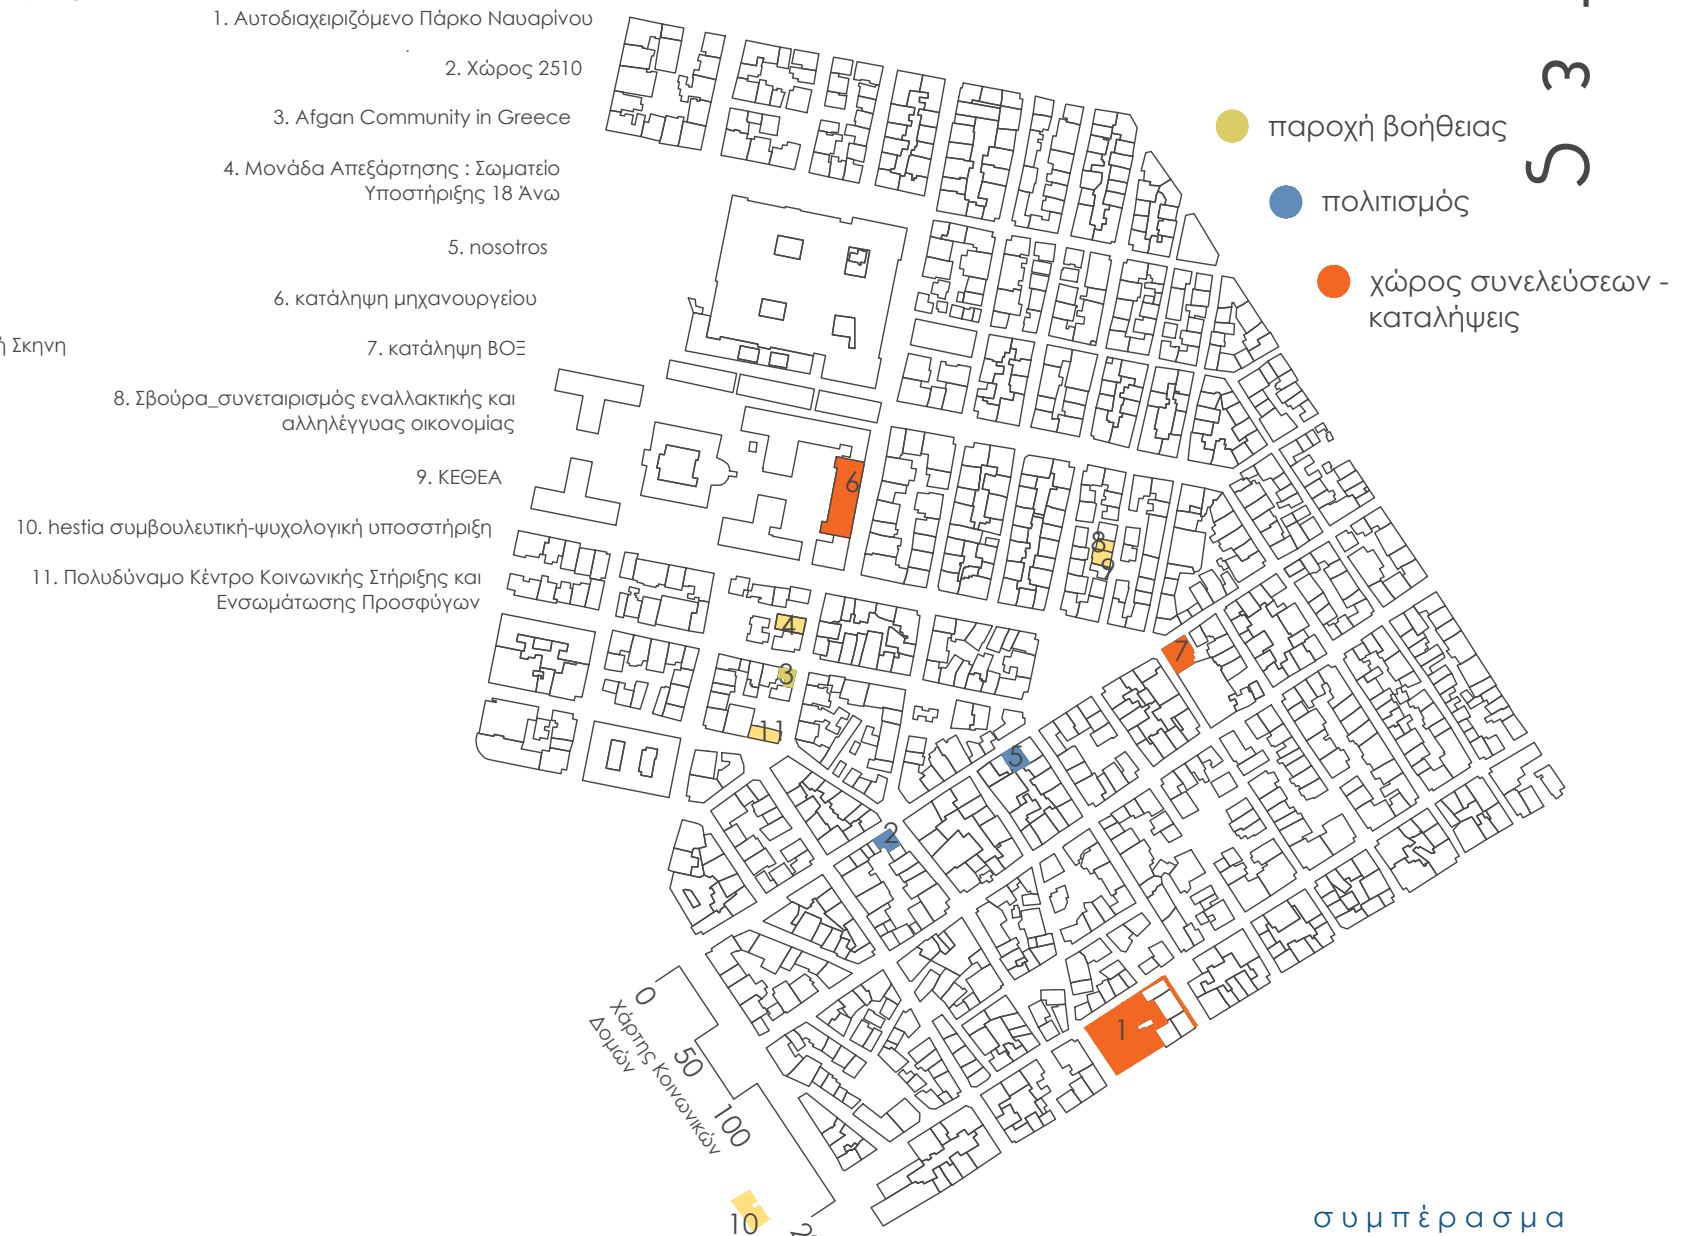 1. Αυτοδιαχειριζόμενο Πάρκο Ναυαρίνου
2. Χώρος 2510
3. Afgan Community in Greece
4. Μονάδα Απεξάρτησης : Σωματείο
Υποστήριξης 18 Άνω
5. nosotros
6. κατάληψη μηχανουργείου
ή Σκηνη
7. κατάληψη ΒΟΞ
8. Σβούρα_συνεταιρισμός εναλλακτικής και
αλληλέγγυας οικονομίας
9. ΚΕΘΕΑ
10. hestia συμβουλευτική-ψυχολογική υποσστήριξη
11. Πολυδύναμο Κέντρο Κοινωνικής Στήριξης και
Ενσωμάτωσης Προσφύγων
παροχή βοήθειας
πολιτισμός
χώρος συνελεύσεων -
καταλήψεις
6
8
9
4
7
3
11
5
2
1
10
0
50
100
Χάρτης Κοινωνικών
Δομών
συμπέρασμα